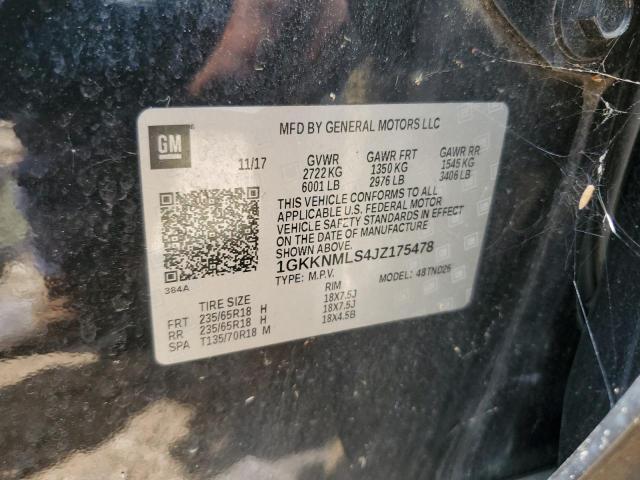 MFD BY GENERAL MOTORS LLC
GM
11/17
GVWR GAWR FRT GAWR RR
2722 KG 1350 KG 1545 KG
6001 LB 2976 LB 3406 LB
THIS VEHICLE CONFORMS TO ALL
APPLICABLE U.S. FEDERAL MOTOR
VEHICLE SAFETY STANDARDS IN EFFECT
ON THE DATE OF MANUFACTURE
SHOWN ABOVE.
1GKKNMLS4JZ175478
TYPE: M.P.V. MODEL: 48TND26
384A
TIRE SIZE RIM
FRT 235/65R18 H 18X7.5J
RR 235/65R18 H 18X7.5J
SPA T135/70R18 M 18X4.5B